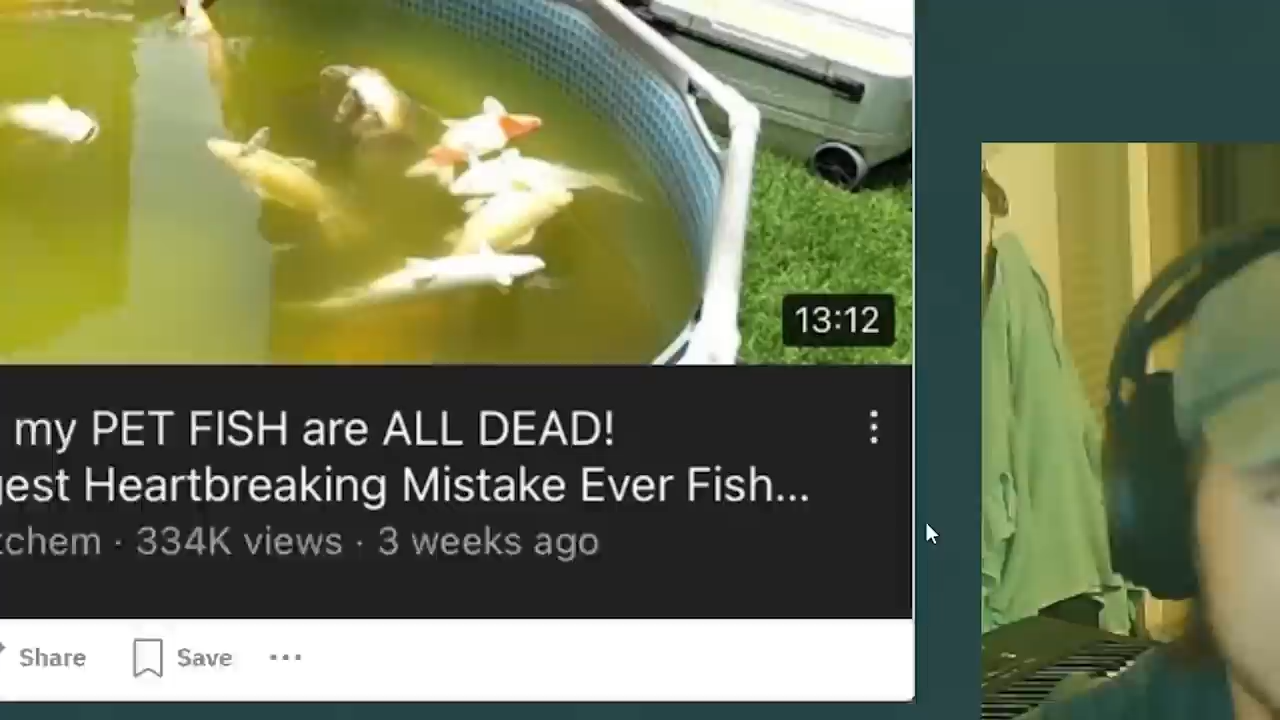 13:12
my PET FISH are ALL DEAD!
gest Heartbreaking Mistake Ever Fish...
tchem · 334K views · 3 weeks ago
Share Save